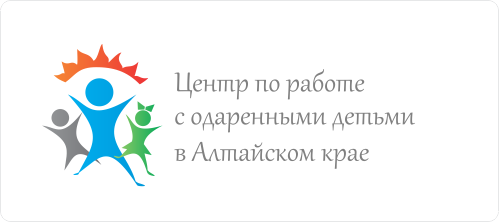 Центр по работе
с одаренными детьми
в Алтайском крае